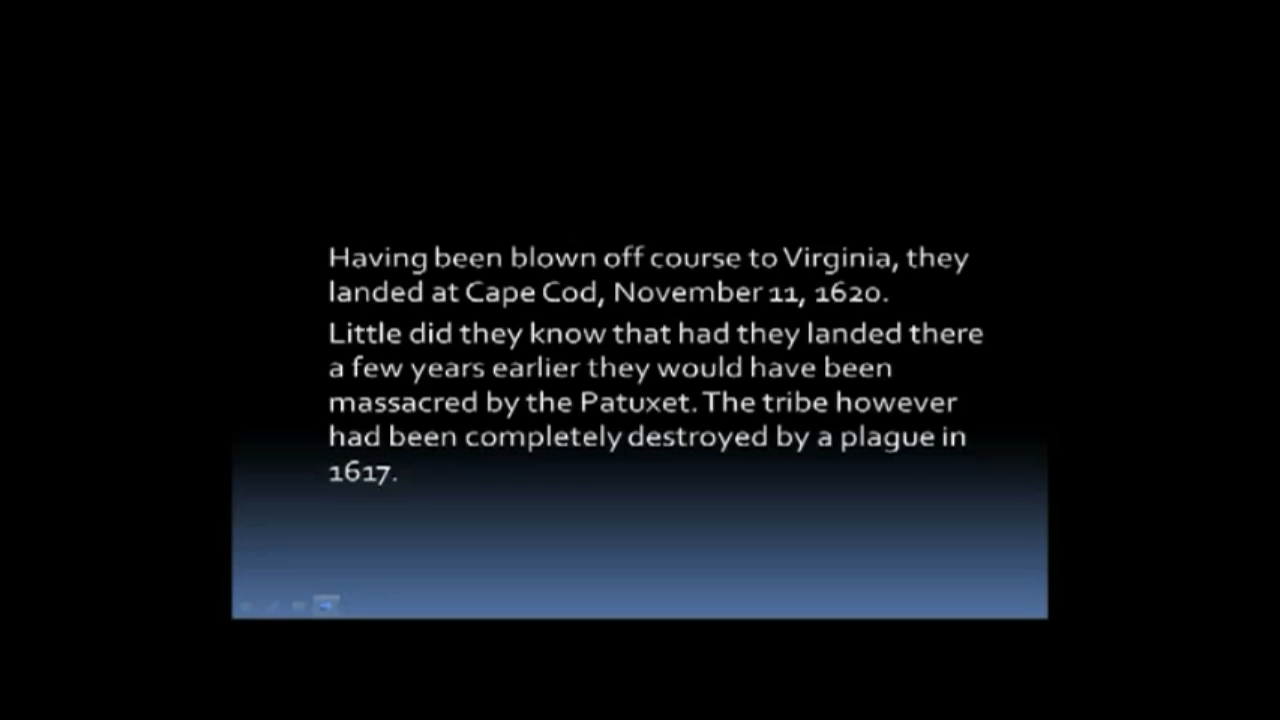 Having been blown off course to Virginia, they
landed at Cape Cod, November 11, 1620.
Little did they know that had they landed there
a few years earlier they would have been
massacred by the Patuxet. The tribe however
had been completely destroyed by a plague in
1617.